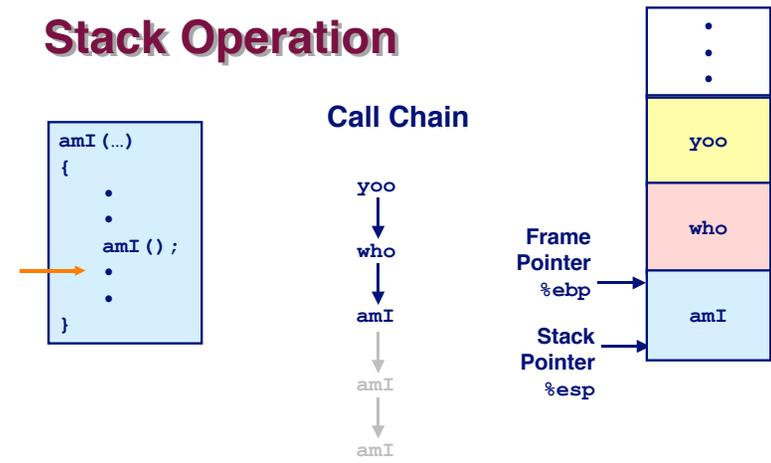 Stack Operation
amI(…)
{
•
•
amI();
•
•
}
Call Chain
yoo
who
amI
amI
amI
Frame
Pointer
%ebp
Stack
Pointer
%esp
•
•
•
yoo
who
amI